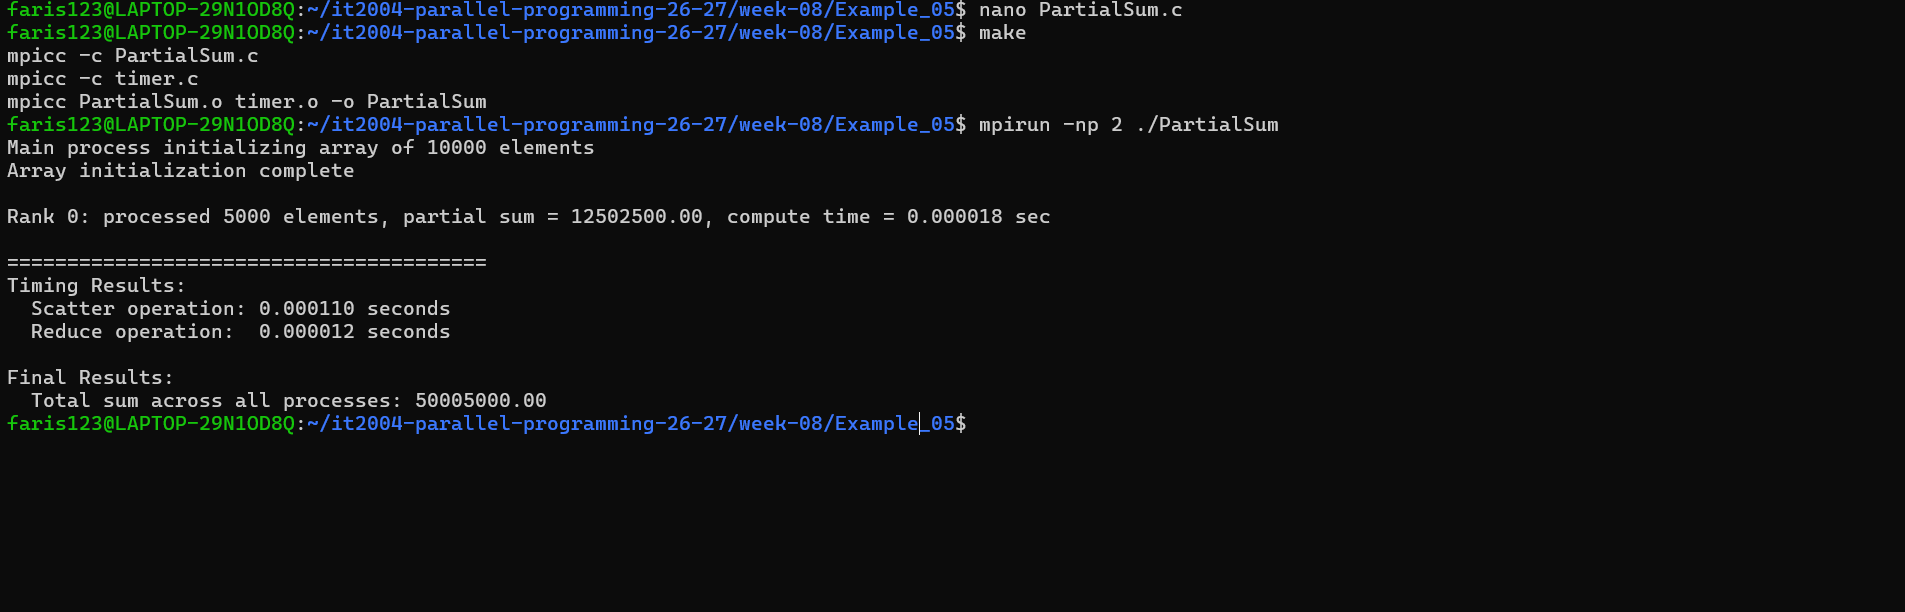 faris123@LAPTOP-29N1OD8Q:~/it2004-parallel-programming-26-27/week-08/Example_05$ nano PartialSum.c
faris123@LAPTOP-29N1OD8Q:~/it2004-parallel-programming-26-27/week-08/Example_05$ make
mpicc -c PartialSum.c
mpicc -c timer.c
mpicc PartialSum.o timer.o -o PartialSum
faris123@LAPTOP-29N1OD8Q:~/it2004-parallel-programming-26-27/week-08/Example_05$ mpirun -np 2 ./PartialSum
Main process initializing array of 10000 elements
Array initialization complete
Rank 0: processed 5000 elements, partial sum = 12502500.00, compute time = 0.000018 sec
========================================
Timing Results:
  Scatter operation: 0.000110 seconds
  Reduce operation:  0.000012 seconds
Final Results:
  Total sum across all processes: 50005000.00
faris123@LAPTOP-29N1OD8Q:~/it2004-parallel-programming-26-27/week-08/Example_05$